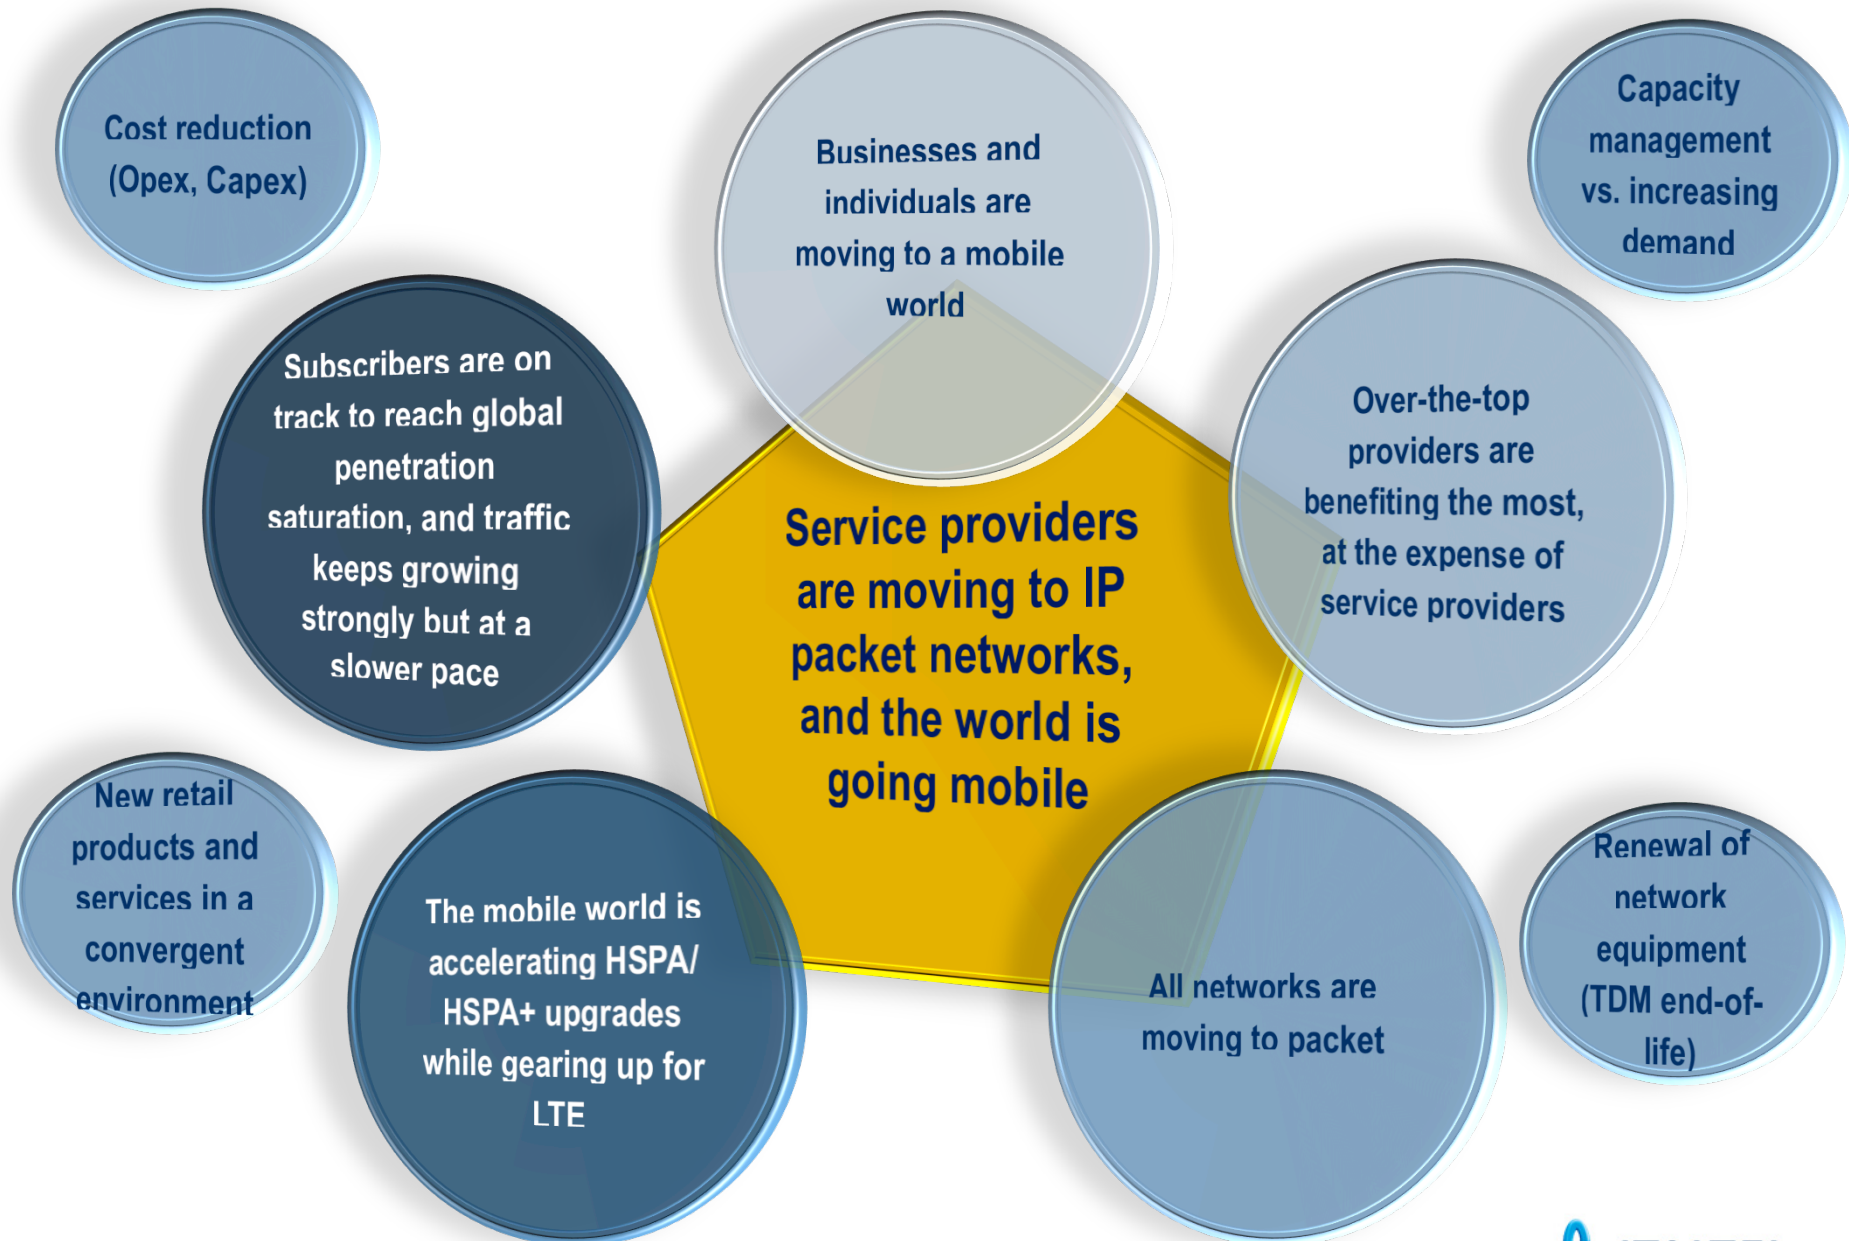 Cost reduction
(Opex, Capex)
Businesses and
individuals are
moving to a mobile
world
Capacity
management
vs. increasing
demand
Subscribers are on
track to reach global
penetration
saturation, and traffic
keeps growing
strongly but at a
slower pace
Over-the-top
providers are
benefiting the most,
at the expense of
service providers
Service providers
are moving to IP
packet networks,
and the world is
going mobile
New retail
products and
services in a
convergent
environment
The mobile world is
accelerating HSPA/
HSPA+ upgrades
while gearing up for
LTE
All networks are
moving to packet
Renewal of
network
equipment
(TDM end-of-
life)